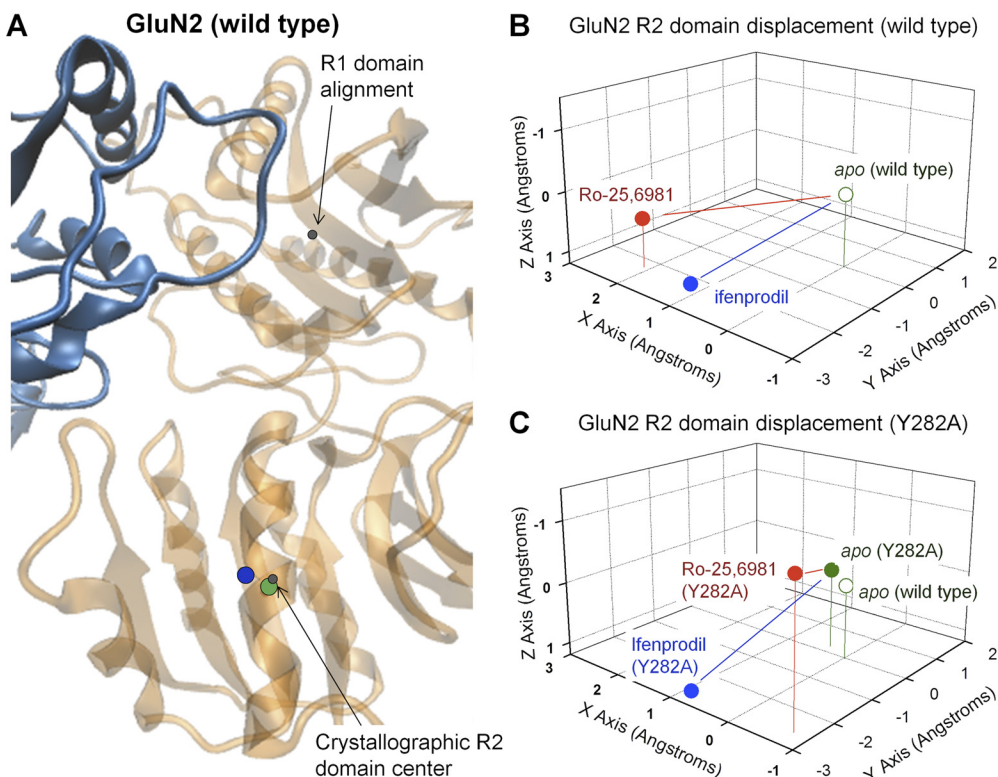 A
GluN2 (wild type)
R1 domain
alignment
Crystallographic R2
domain center
B
GluN2 R2 domain displacement (wild type)
Z Axis (Angstroms)
-1
0
1
3
2
1
0
-1
X Axis (Angstroms)
-3
-2
-1
0
1
2
Y Axis (Angstroms)
Ro-25,6981
apo (wild type)
ifenprodil
C
GluN2 R2 domain displacement (Y282A)
Z Axis (Angstroms)
-1
0
1
3
2
1
0
-1
X Axis (Angstroms)
-3
-2
-1
0
1
2
Y Axis (Angstroms)
Ro-25,6981
(Y282A)
apo (Y282A)
apo (wild type)
Ifenprodil
(Y282A)